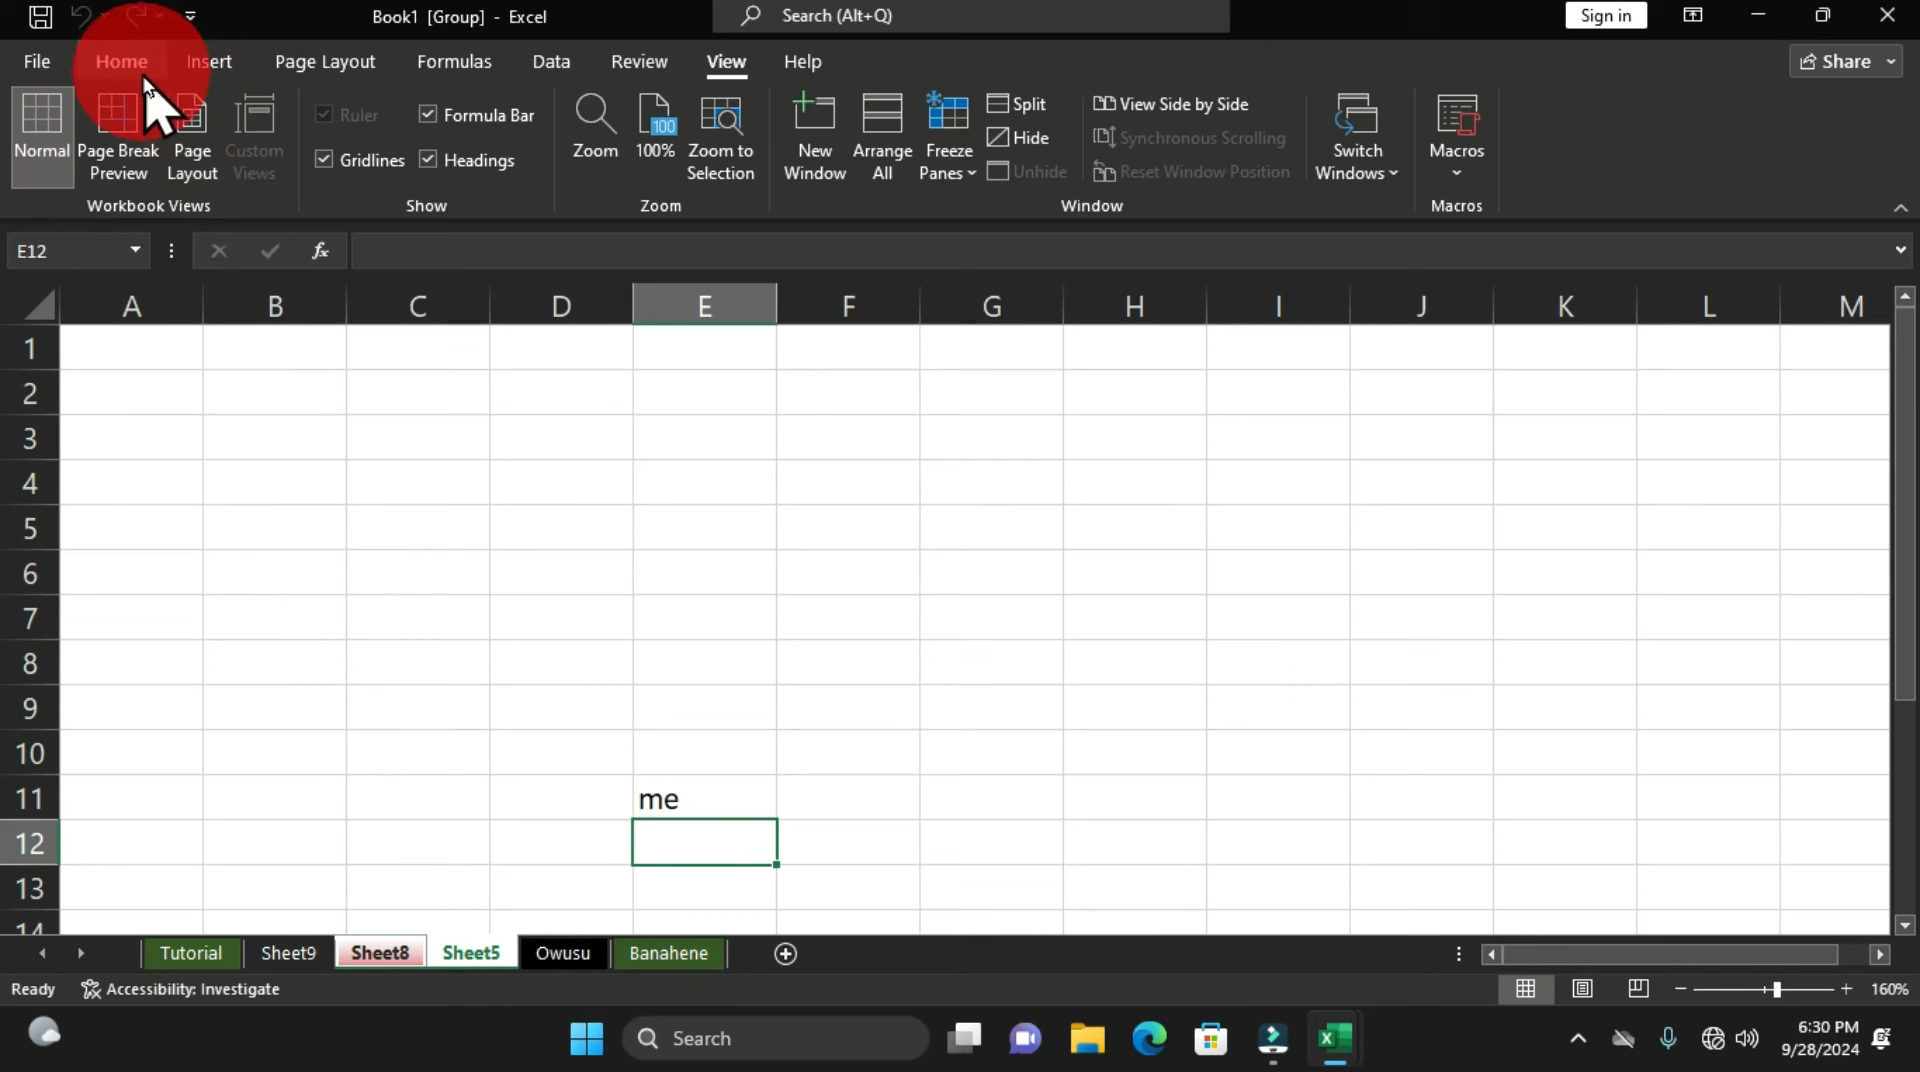 Book1 [Group] - Excel
Search (Alt+Q)
Sign in
File Home Insert Page Layout Formulas Data Review View Help
Share
Normal
Page Break Preview
Page Layout
Custom Views
Workbook Views
Ruler
Formula Bar
Gridlines
Headings
Show
Zoom
100
100%
Zoom to Selection
Zoom
New Window
Arrange All
Freeze Panes
Split
Hide
Unhide
View Side by Side
Synchronous Scrolling
Reset Window Position
Switch Windows
Window
Macros
Macros
E12
fx
A B C D E F G H I J K L M
1
2
3
4
5
6
7
8
9
10
11 me
12
13
14
Tutorial Sheet9 Sheet8 Sheet5 Owusu Banahene
Ready Accessibility: Investigate
160%
Search
6:30 PM
9/28/2024